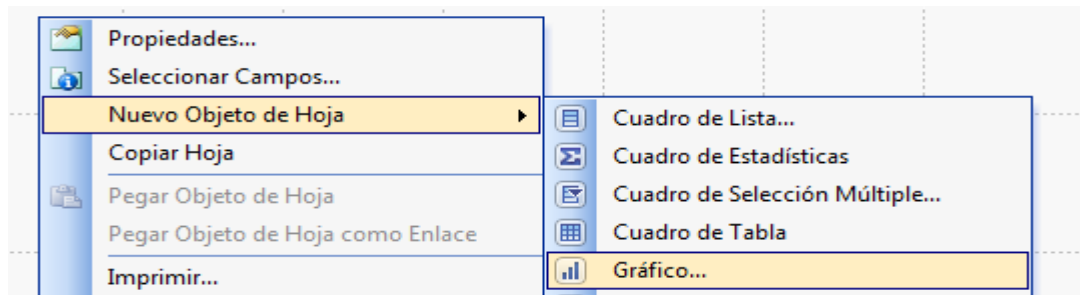 Propiedades...
Seleccionar Campos...
Nuevo Objeto de Hoja
Copiar Hoja
Pegar Objeto de Hoja
Pegar Objeto de Hoja como Enlace
Imprimir...
Cuadro de Lista...
Cuadro de Estadísticas
Cuadro de Selección Múltiple...
Cuadro de Tabla
Gráfico...